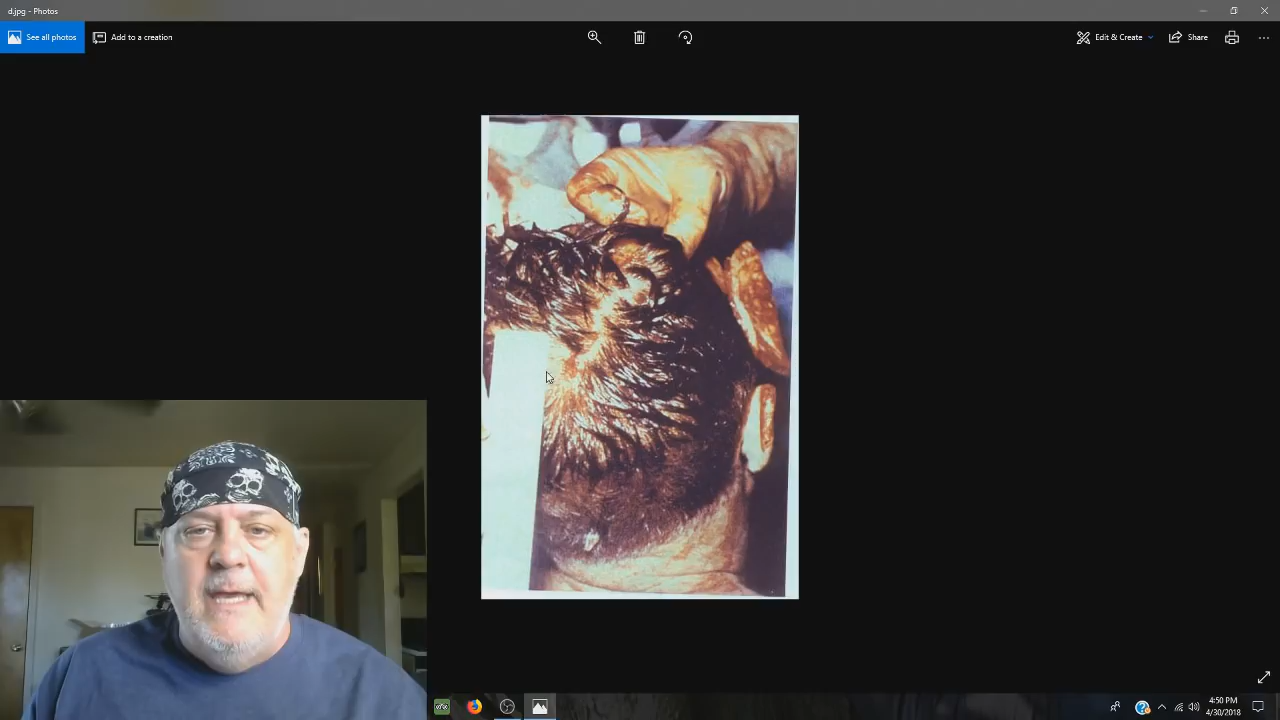 d.jpg - Photos
See all photos
Add to a creation
Edit & Create
Share
4:50 PM
4/30/2018